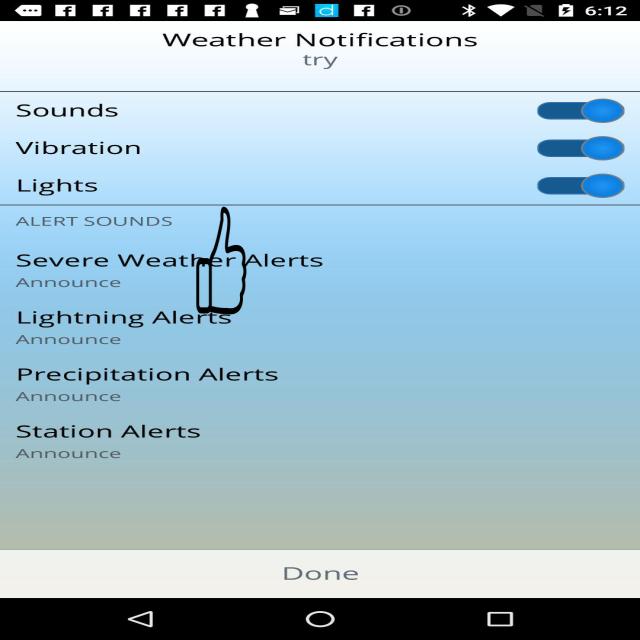 6:12
Weather Notifications
try
Sounds
Vibration
Lights
ALERT SOUNDS
Severe Weather Alerts
Announce
Lightning Alerts
Announce
Precipitation Alerts
Announce
Station Alerts
Announce
Done